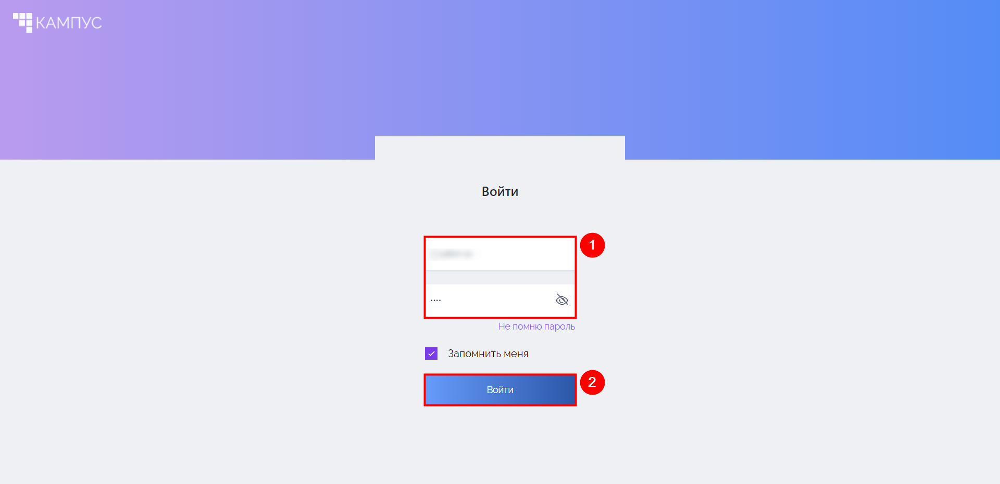 КАМПУС
Войти
1
••••
Не помню пароль
Запомнить меня
Войти
2